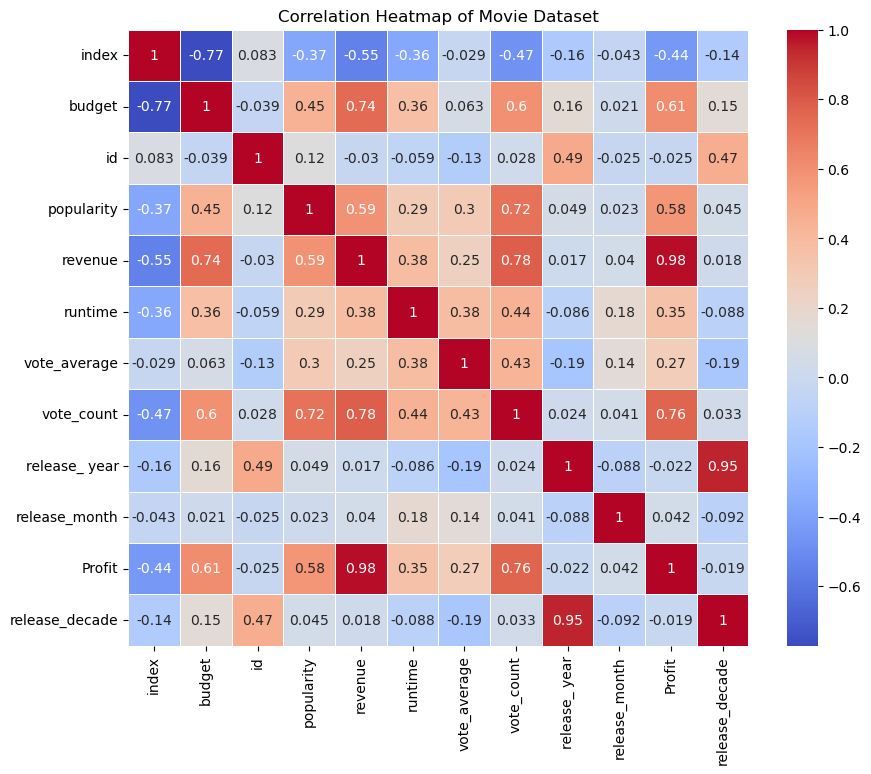 Correlation Heatmap of Movie Dataset
index 1 -0.77 0.083 -0.37 -0.55 -0.36 -0.029 -0.47 -0.16 -0.043 -0.44 -0.14
budget -0.77 1 -0.039 0.45 0.74 0.36 0.063 0.6 0.16 0.021 0.61 0.15
id 0.083 -0.039 1 0.12 -0.03 -0.059 -0.13 0.028 0.49 -0.025 -0.025 0.47
popularity -0.37 0.45 0.12 1 0.59 0.29 0.3 0.72 0.049 0.023 0.58 0.045
revenue -0.55 0.74 -0.03 0.59 1 0.38 0.25 0.78 0.017 0.04 0.98 0.018
runtime -0.36 0.36 -0.059 0.29 0.38 1 0.38 0.44 -0.086 0.18 0.35 -0.088
vote_average -0.029 0.063 -0.13 0.3 0.25 0.38 1 0.43 -0.19 0.14 0.27 -0.19
vote_count -0.47 0.6 0.028 0.72 0.78 0.44 0.43 1 0.024 0.041 0.76 0.033
release_ year -0.16 0.16 0.49 0.049 0.017 -0.086 -0.19 0.024 1 -0.088 -0.022 0.95
release_month -0.043 0.021 -0.025 0.023 0.04 0.18 0.14 0.041 -0.088 1 0.042 -0.092
Profit -0.44 0.61 -0.025 0.58 0.98 0.35 0.27 0.76 -0.022 0.042 1 -0.019
release_decade -0.14 0.15 0.47 0.045 0.018 -0.088 -0.19 0.033 0.95 -0.092 -0.019 1
index budget id popularity revenue runtime vote_average vote_count release_ year release_month Profit release_decade
1.0
0.8
0.6
0.4
0.2
0.0
−0.2
−0.4
−0.6